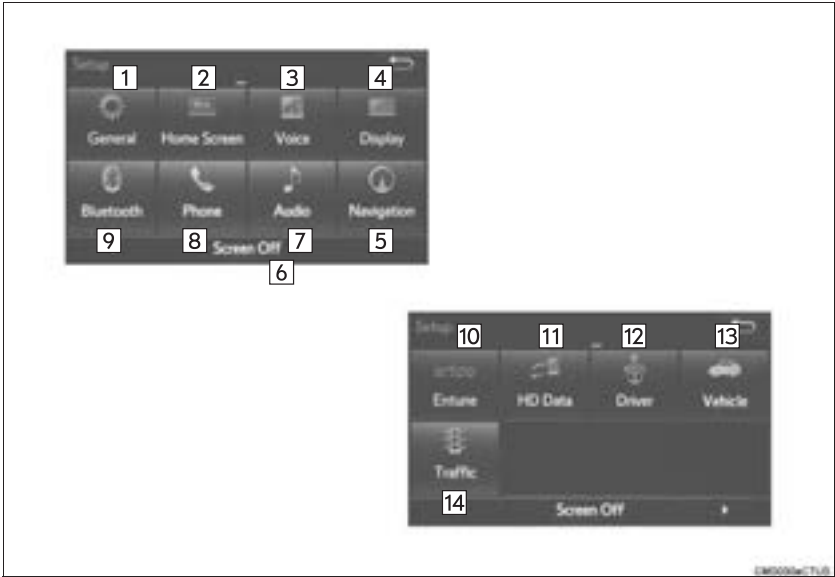 Setup
1 2 3 4
General Home Screen Voice Display
Bluetooth Phone Audio Navigation
9 8 Screen Off 7 5
6
Setup 10 11 12 13
Entune HD Data Driver Vehicle
Traffic
14 Screen Off